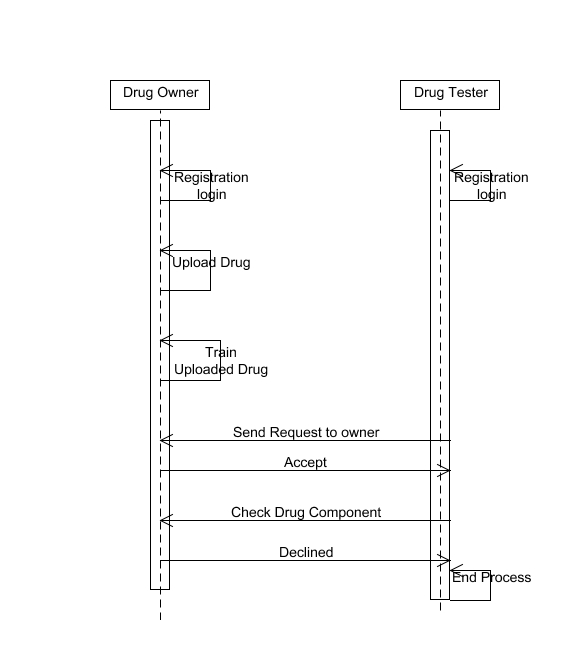 Drug Owner
Drug Tester
Registration
login
Registration
login
Upload Drug
Train
Uploaded Drug
Send Request to owner
Accept
Check Drug Component
Declined
End Process